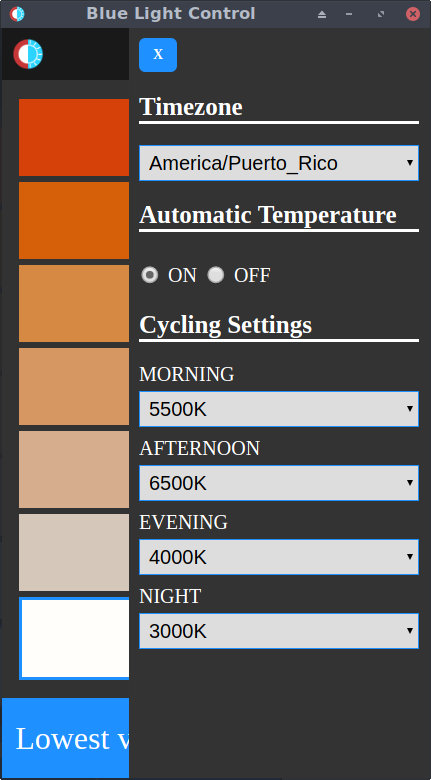 Blue Light Control
X
Timezone
America/Puerto_Rico
Automatic Temperature
ON OFF
Cycling Settings
MORNING
5500K
AFTERNOON
6500K
EVENING
4000K
NIGHT
3000K
Lowest